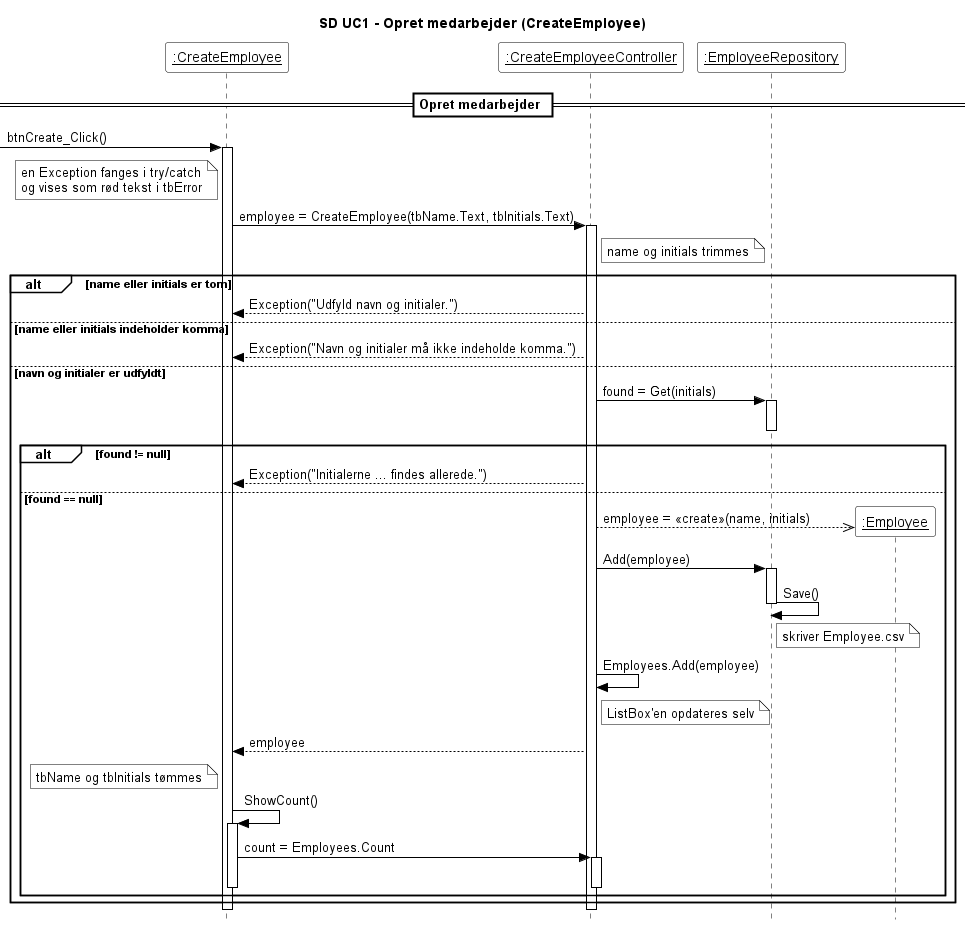 SD UC1 - Opret medarbejder (CreateEmployee)
:CreateEmployee
:CreateEmployeeController
:EmployeeRepository
Opret medarbejder
btnCreate_Click()
en Exception fanges i try/catch
og vises som rød tekst i tbError
employee = CreateEmployee(tbName.Text, tbInitials.Text)
name og initials trimmes
alt
[name eller initials er tom]
Exception("Udfyld navn og initialer.")
[name eller initials indeholder komma]
Exception("Navn og initialer må ikke indeholde komma.")
[navn og initialer er udfyldt]
found = Get(initials)
alt
[found != null]
Exception("Initialerne ... findes allerede.")
[found == null]
employee = «create»(name, initials)
:Employee
Add(employee)
Save()
skriver Employee.csv
Employees.Add(employee)
ListBox'en opdateres selv
employee
tbName og tbInitials tømmes
ShowCount()
count = Employees.Count